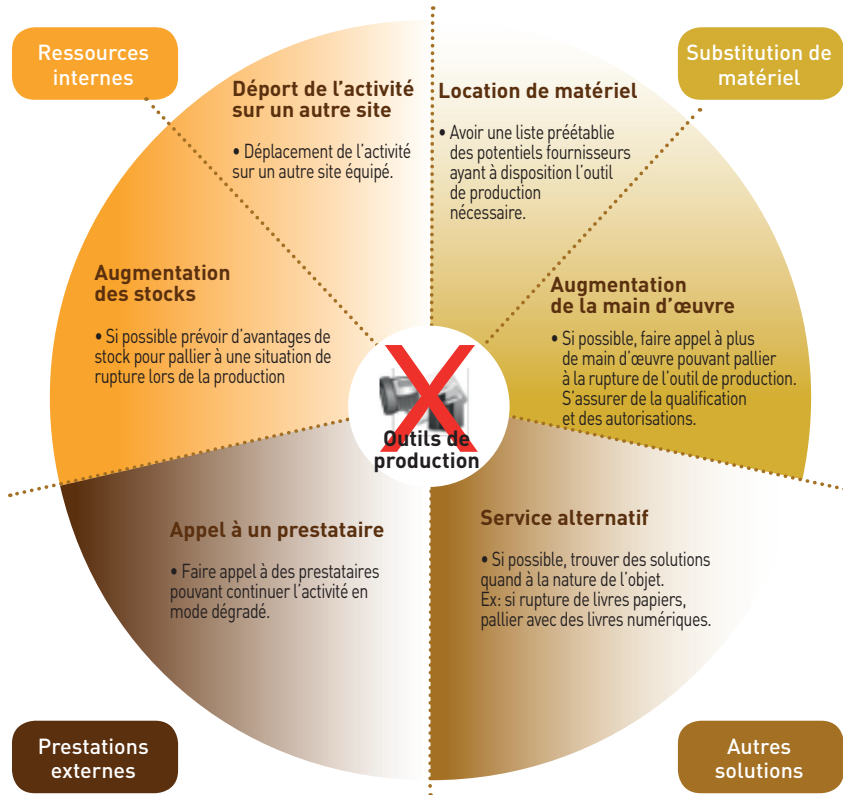 Ressources
internes
Substitution de
matériel
Déport de l'activité
sur un autre site
• Déplacement de l'activité
sur un autre site équipé.
Location de matériel
• Avoir une liste préétablie
des potentiels fournisseurs
ayant à disposition l'outil
de production
nécessaire.
Augmentation
des stocks
• Si possible prévoir d'avantages de
stock pour pallier à une situation de
rupture lors de la production
Augmentation
de la main d'œuvre
• Si possible, faire appel à plus
de main d'œuvre pouvant pallier
à la rupture de l'outil de production.
S'assurer de la qualification
et des autorisations.
Outils de
production
Appel à un prestataire
• Faire appel à des prestataires
pouvant continuer l'activité en
mode dégradé.
Service alternatif
• Si possible, trouver des solutions
quand à la nature de l'objet.
Ex: si rupture de livres papiers,
pallier avec des livres numériques.
Prestations
externes
Autres
solutions